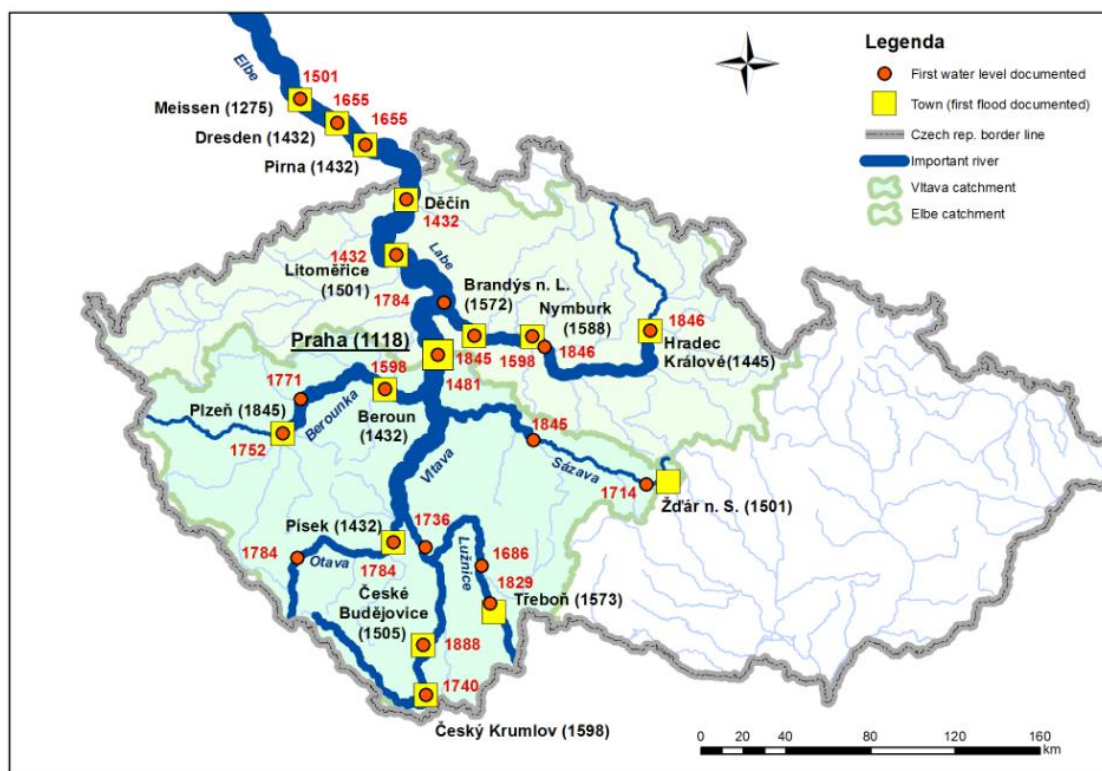 Elbe
1501
Meissen (1275)
1655
Dresden (1432)
1655
Pirna (1432)
Děčín
1432
1432
Litoměřice
(1501)
Labe
1784
Brandýs n. L.
(1572)
Nymburk
(1588)
Praha (1118)
1845
1598
1846
1846
Hradec
Králové(1445)
1481
1598
1771
Plzeň (1845)
Berounka
Beroun
(1432)
1752
Vltava
1845
Sázava
1714
Žďár n. S. (1501)
Písek (1432)
1736
1784
Otava
1784
Lužnice
1686
1829
Třeboň (1573)
České
Budějovice
(1505)
1888
1740
Český Krumlov (1598)
Legenda
First water level documented
Town (first flood documented)
Czech rep. border line
Important river
Vltava catchment
Elbe catchment
0 10 20 40 80 120 160
km